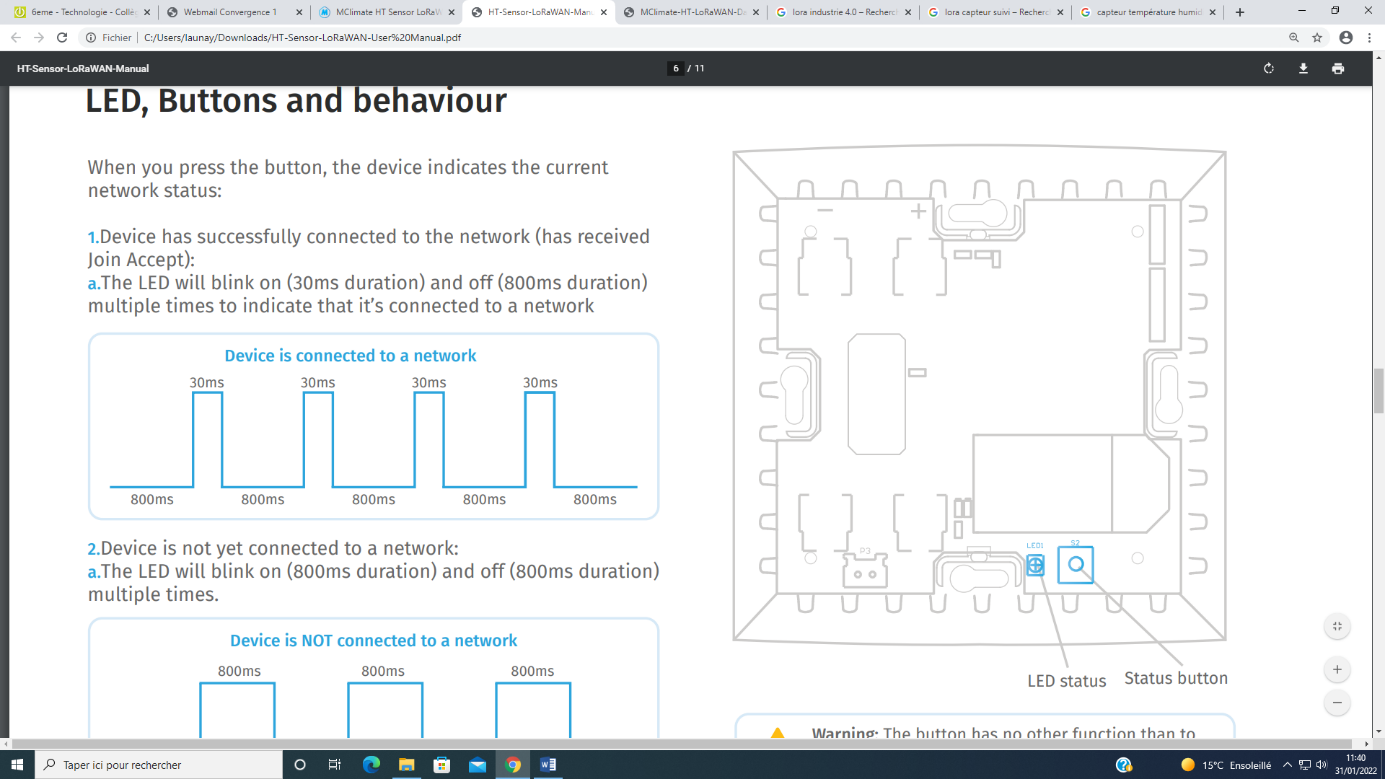 6eme - Technologie - Collè
Webmail Convergence 1
MClimate HT Sensor LoRaW
HT-Sensor-LoRaWAN-Man
MClimate-HT-LoRaWAN-Da
lora industrie 4.0 – Recherc
lora capteur suivi – Recherc
capteur température humid
Fichier | C:/Users/launay/Downloads/HT-Sensor-LoRaWAN-User%20Manual.pdf
HT-Sensor-LoRaWAN-Manual
6 / 11
LED, Buttons and behaviour
When you press the button, the device indicates the current
network status:
1.Device has successfully connected to the network (has received
Join Accept):
a.The LED will blink on (30ms duration) and off (800ms duration)
multiple times to indicate that it's connected to a network
Device is connected to a network
30ms 30ms 30ms 30ms
800ms 800ms 800ms 800ms 800ms
2.Device is not yet connected to a network:
a.The LED will blink on (800ms duration) and off (800ms duration)
multiple times.
Device is NOT connected to a network
800ms 800ms 800ms
P3
LED1
S2
LED status
Status button
Warning: The button has no other function than to
Taper ici pour rechercher
15°C Ensoleillé
11:40
31/01/2022